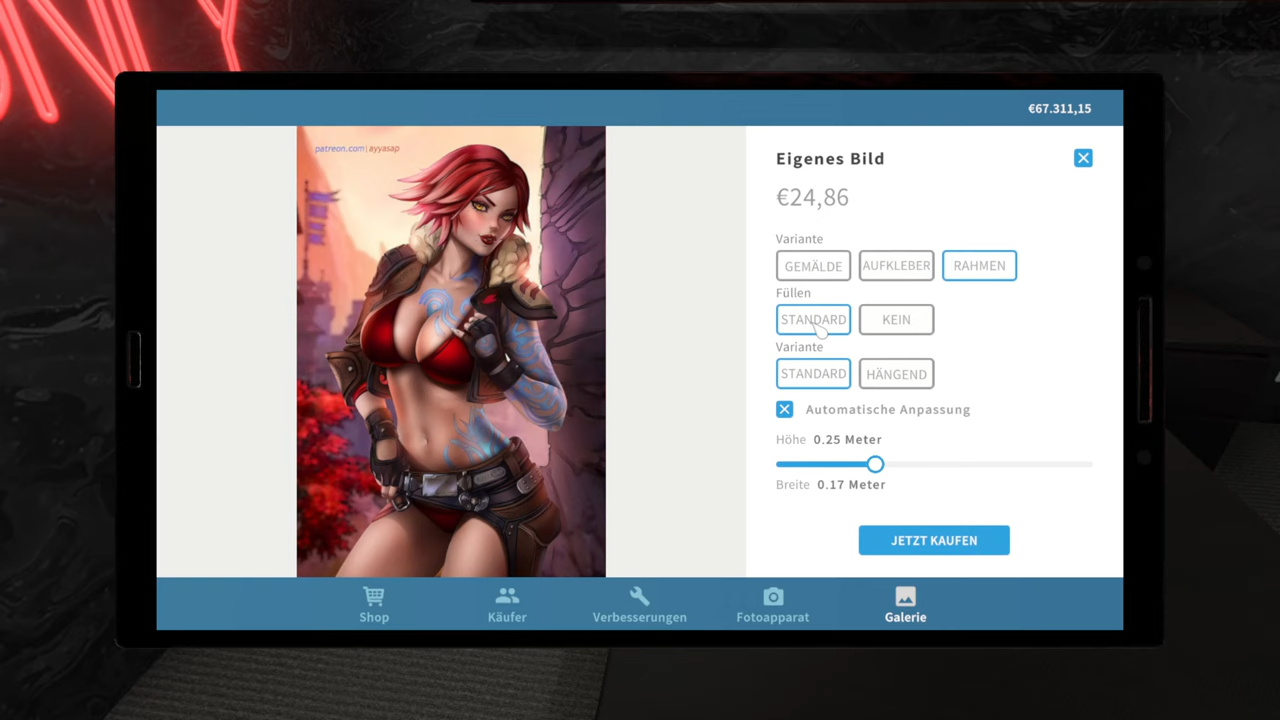 NY
€67.311,15
patreon.com | ayyasap
Eigenes Bild
€24,86
Variante
GEMÄLDE AUFKLEBER RAHMEN
Füllen
STANDARD KEIN
Variante
STANDARD HÄNGEND
Automatische Anpassung
Höhe 0.25 Meter
Breite 0.17 Meter
JETZT KAUFEN
Shop Käufer Verbesserungen Fotoapparat Galerie